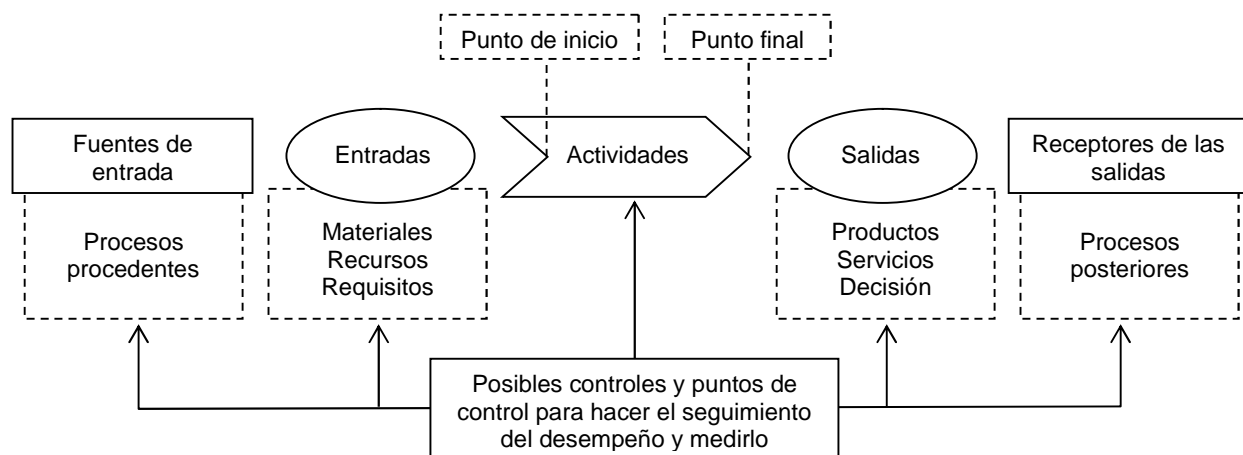 Punto de inicio
Punto final
Fuentes de
entrada
Entradas
Actividades
Salidas
Receptores de las
salidas
Procesos
procedentes
Materiales
Recursos
Requisitos
Productos
Servicios
Decisión
Procesos
posteriores
Posibles controles y puntos de
control para hacer el seguimiento
del desempeño y medirlo